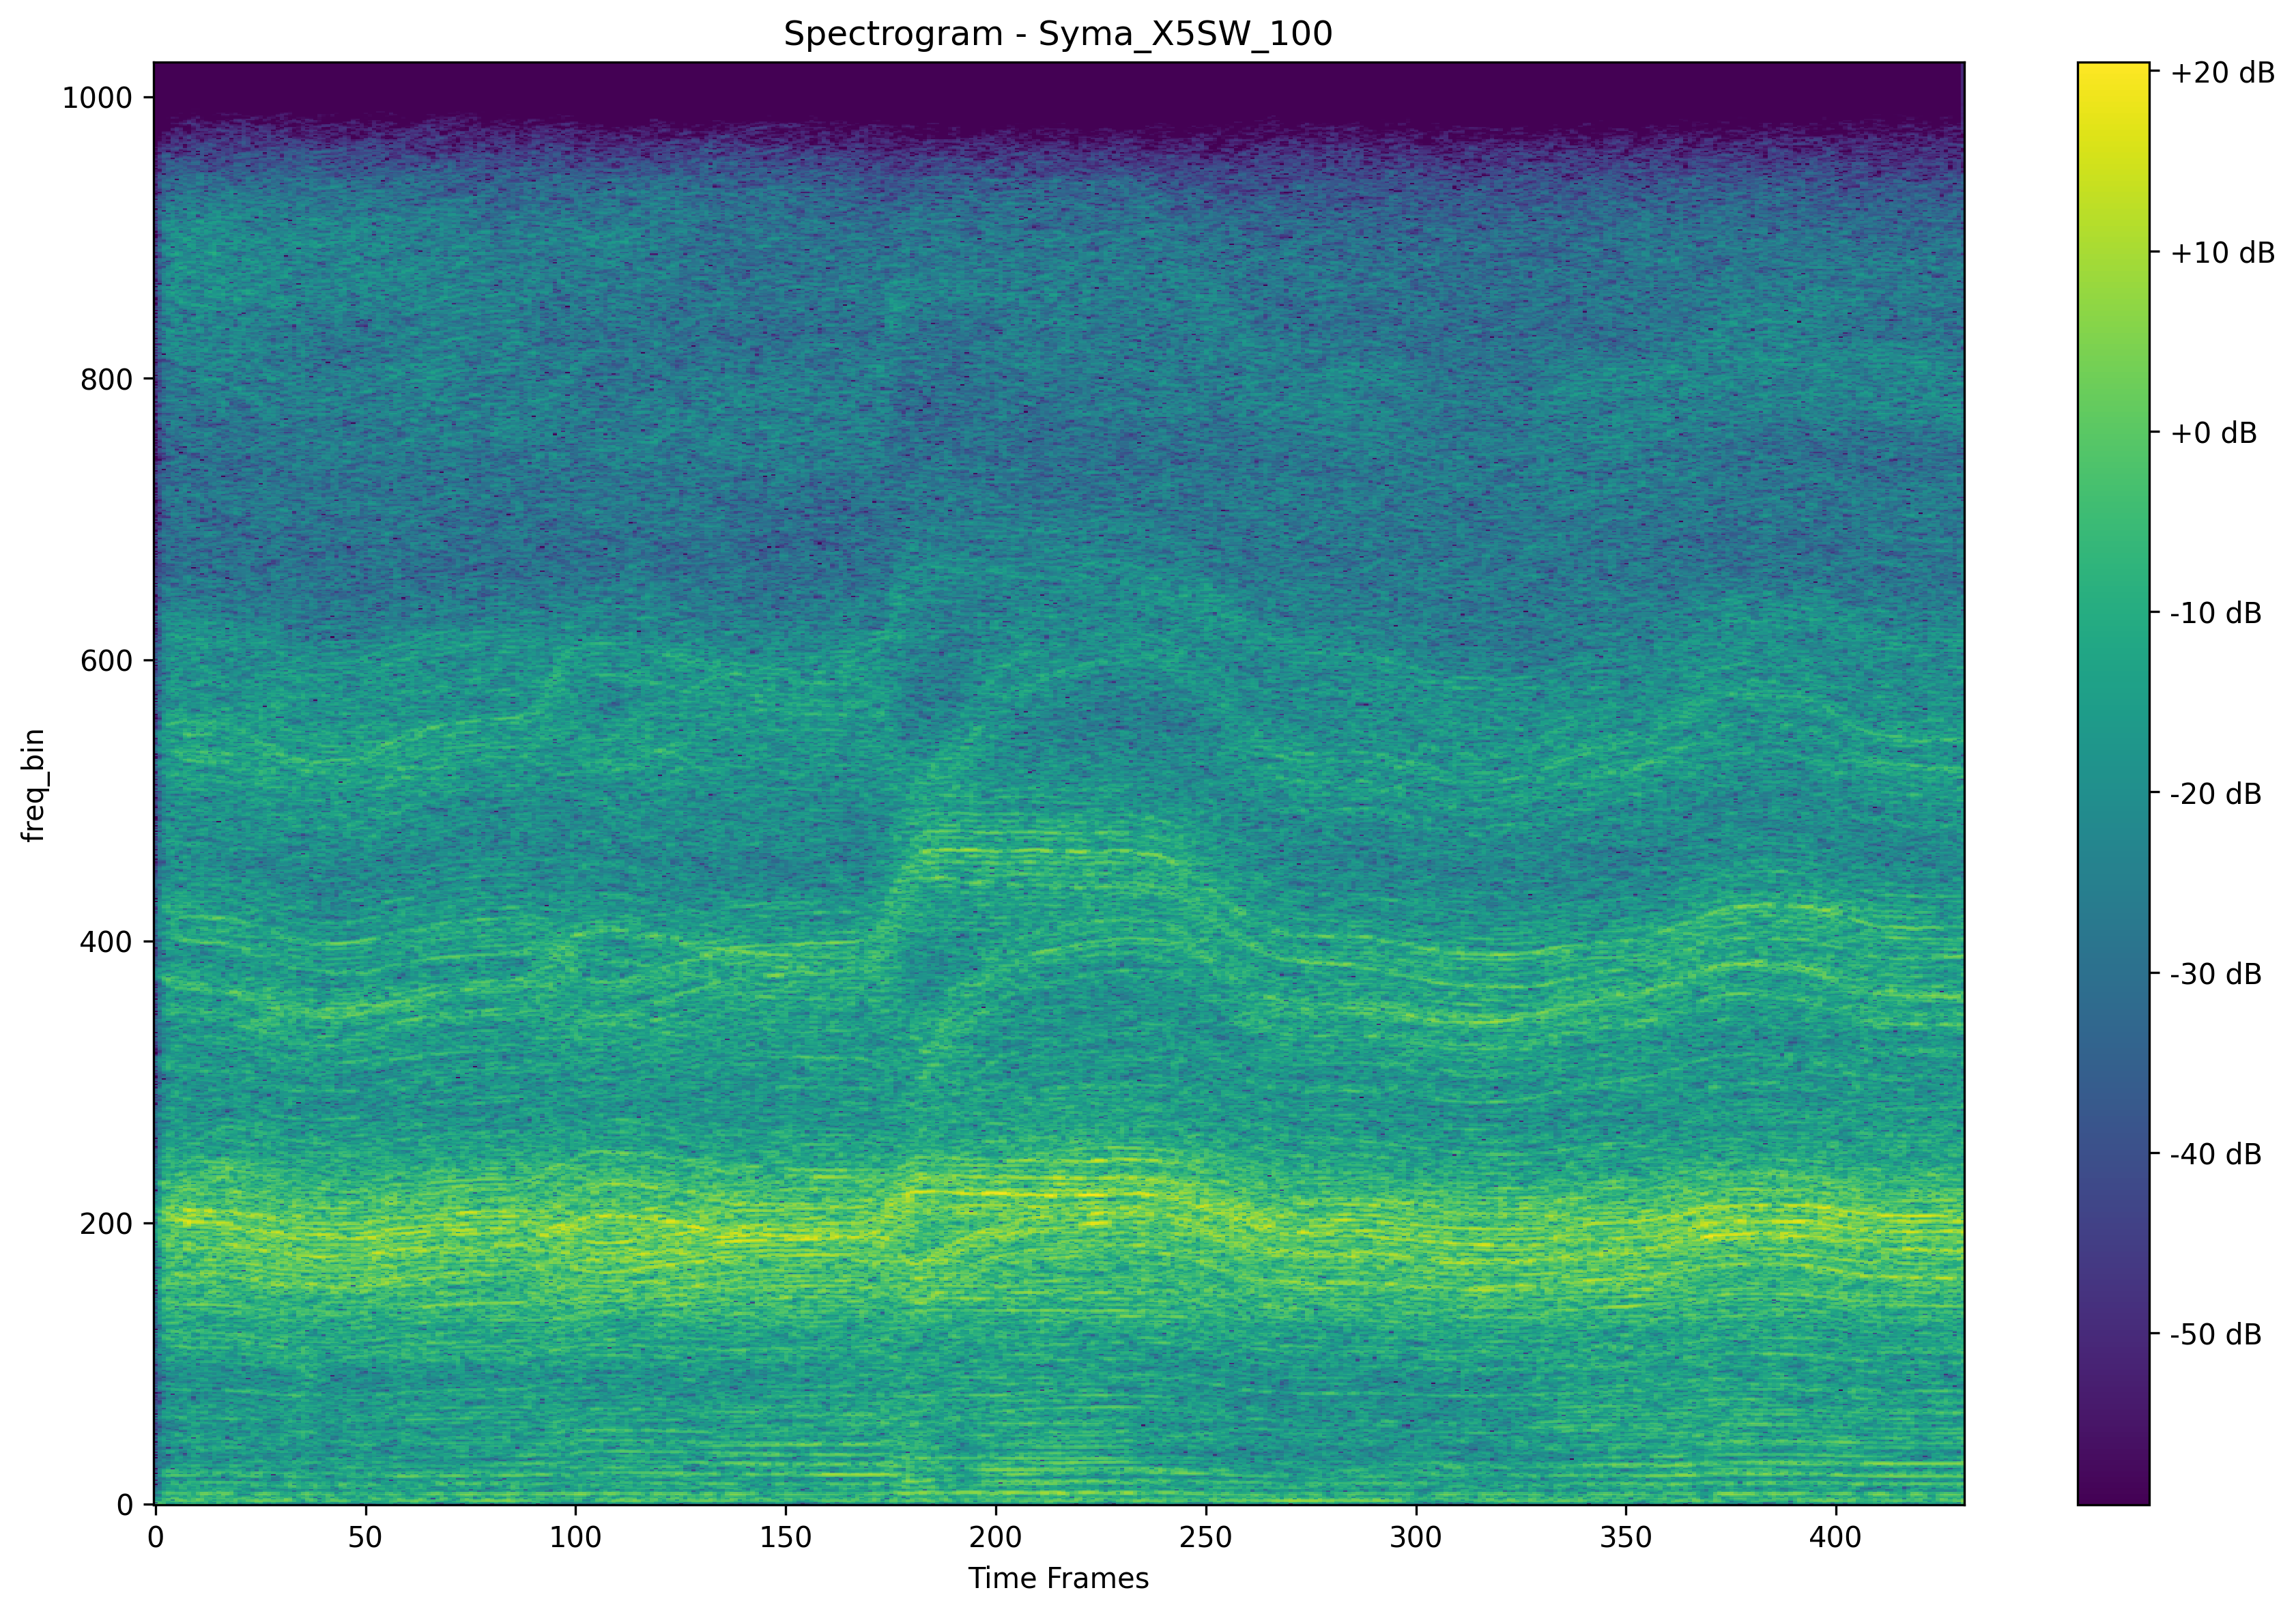 Spectrogram - Syma_X5SW_100
1000
800
600
400
200
0
freq_bin
0 50 100 150 200 250 300 350 400
Time Frames
+20 dB
+10 dB
+0 dB
-10 dB
-20 dB
-30 dB
-40 dB
-50 dB